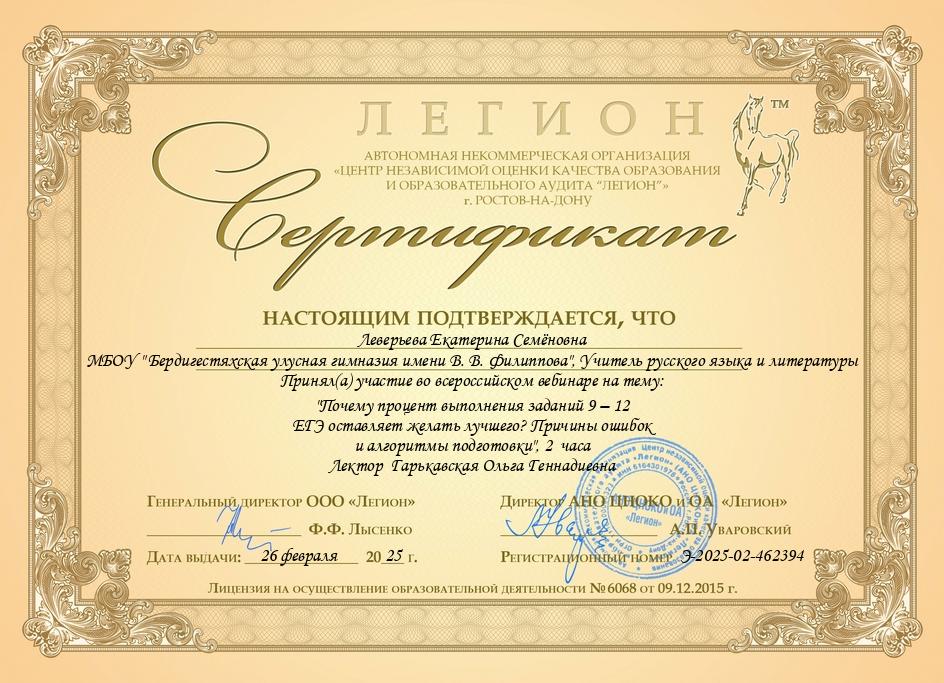 ЛЕГИОН ™
АВТОНОМНАЯ НЕКОММЕРЧЕСКАЯ ОРГАНИЗАЦИЯ
«ЦЕНТР НЕЗАВИСИМОЙ ОЦЕНКИ КАЧЕСТВА ОБРАЗОВАНИЯ
И ОБРАЗОВАТЕЛЬНОГО АУДИТА "ЛЕГИОН"»
г. РОСТОВ-НА-ДОНУ
Сертификат
НАСТОЯЩИМ ПОДТВЕРЖДАЕТСЯ, ЧТО
Леверьева Екатерина Семёновна
МБОУ "Бердигестяхская улусная гимназия имени В. В. Филиппова", Учитель русского языка и литературы
Принял(а) участие во всероссийском вебинаре на тему:
"Почему процент выполнения заданий 9 – 12
ЕГЭ оставляет желать лучшего? Причины ошибок
и алгоритмы подготовки", 2 часа
Лектор Гарькавская Ольга Геннадиевна
Генеральный директор ООО «Легион» Директор АНО ЦНОКО и ОА «Легион»
Ф.Ф. Лысенко А.П. Уваровский
Дата выдачи: 26 февраля 20 25 г. Регистрационный номер Э-2025-02-462394
Лицензия на осуществление образовательной деятельности №6068 от 09.12.2015 г.